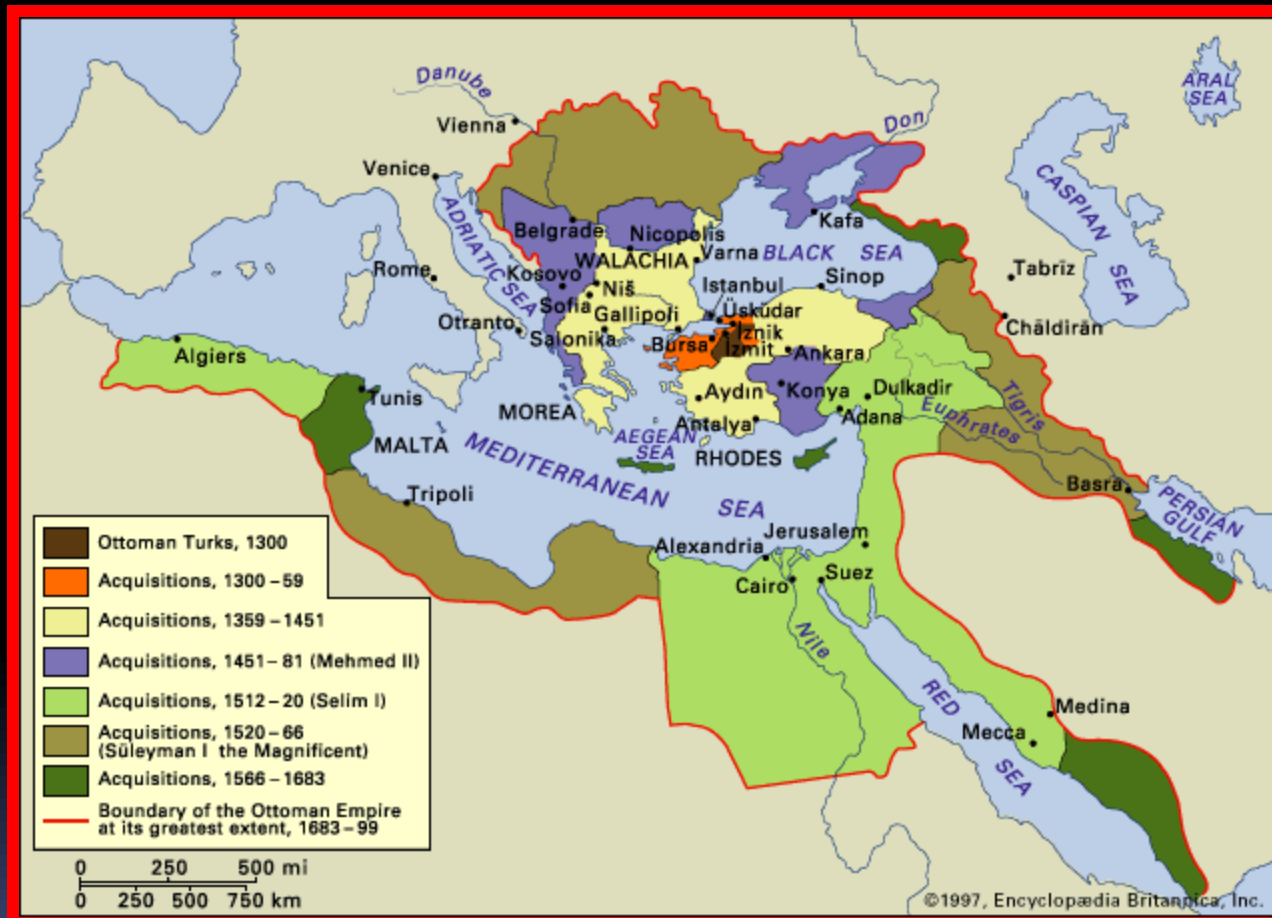 Danube
Vienna
Venice
ADRIATIC SEA
Belgrade
Nicopolis
WALACHIA
Varna
Kosovo
Niš
Sofia
Gallipoli
Salonika
Rome
Otranto
Don
Kafa
BLACK SEA
Sinop
Istanbul
Üsküdar
İznik
İzmit
Bursa
Ankara
ARAL
SEA
CASPIAN
SEA
Tabrīz
Chāldirān
Algiers
Tunis
MALTA
MOREA
Aydın
Konya
Dulkadir
Adana
Antalya
AEGEAN
SEA
RHODES
MEDITERRANEAN SEA
Tigris
Euphrates
Basra
PERSIAN
GULF
Tripoli
Jerusalem
Alexandria
Cairo
Suez
Nile
RED
SEA
Medina
Mecca
Ottoman Turks, 1300
Acquisitions, 1300–59
Acquisitions, 1359–1451
Acquisitions, 1451–81 (Mehmed II)
Acquisitions, 1512–20 (Selim I)
Acquisitions, 1520–66
(Süleyman I the Magnificent)
Acquisitions, 1566–1683
Boundary of the Ottoman Empire
at its greatest extent, 1683–99
0 250 500 mi
0 250 500 750 km
©1997, Encyclopædia Britannica, Inc.